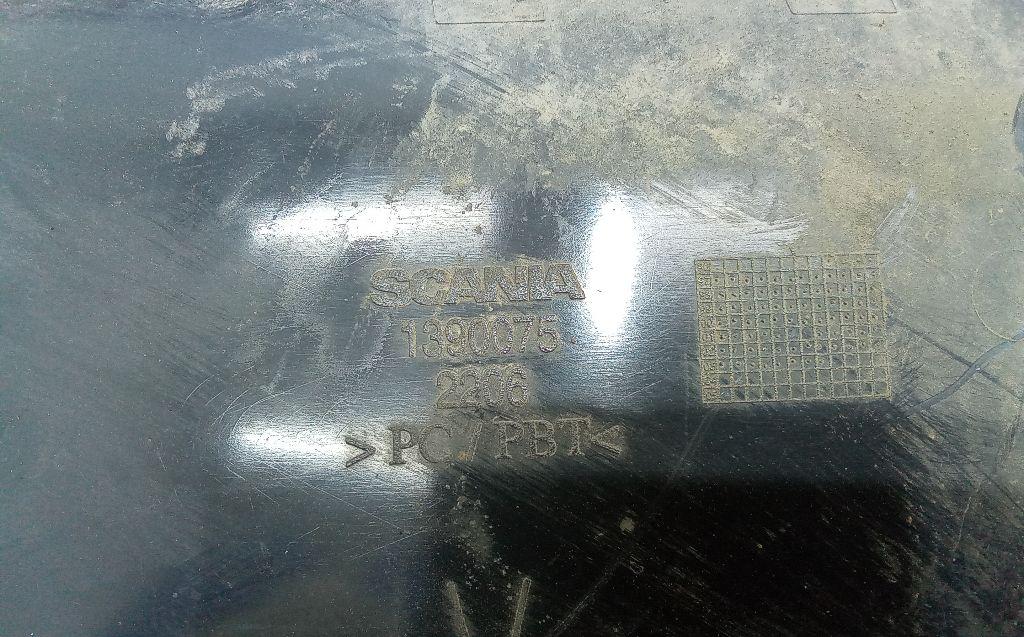 SCANIA
1390075
2206
>PC / PBT<